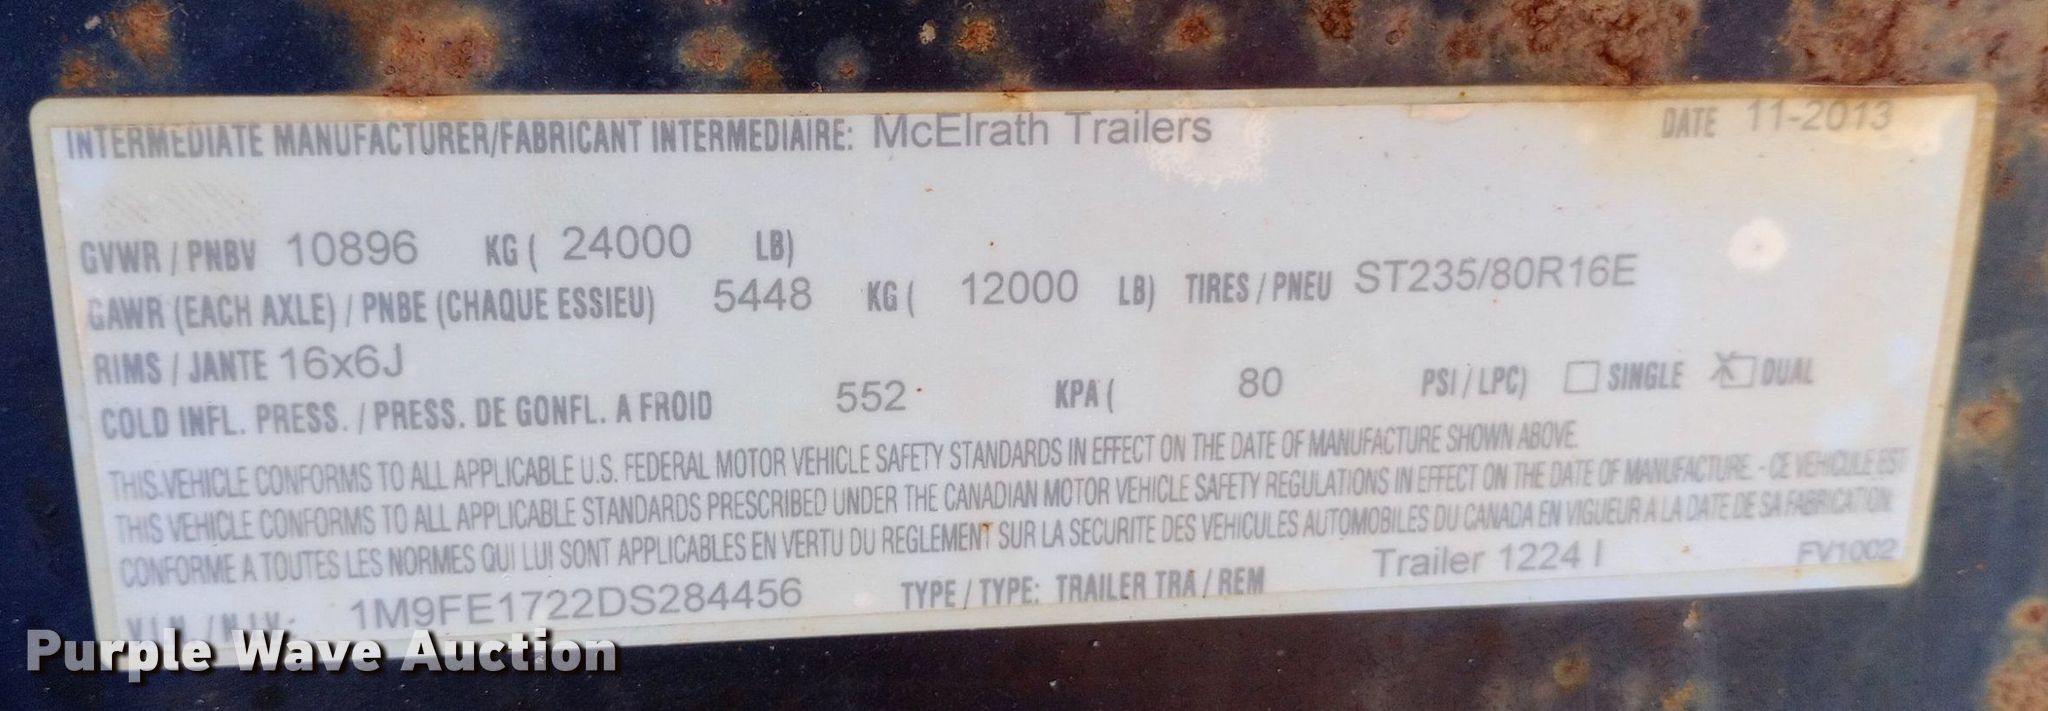 INTERMEDIATE MANUFACTURER/FABRICANT INTERMEDIAIRE: McElrath Trailers DATE 11-2013
GVWR / PNBV 10896 KG ( 24000 LB)
GAWR (EACH AXLE) / PNBE (CHAQUE ESSIEU) 5448 KG ( 12000 LB) TIRES / PNEU ST235/80R16E
RIMS / JANTE 16x6J
COLD INFL. PRESS. / PRESS. DE GONFL. A FROID 552 KPA ( 80 PSI / LPC) SINGLE X DUAL
THIS VEHICLE CONFORMS TO ALL APPLICABLE U.S. FEDERAL MOTOR VEHICLE SAFETY STANDARDS IN EFFECT ON THE DATE OF MANUFACTURE SHOWN ABOVE.
THIS VEHICLE CONFORMS TO ALL APPLICABLE STANDARDS PRESCRIBED UNDER THE CANADIAN MOTOR VEHICLE SAFETY REGULATIONS IN EFFECT ON THE DATE OF MANUFACTURE. - CE VEHICULE EST
CONFORME A TOUTES LES NORMES QUI LUI SONT APPLICABLES EN VERTU DU REGLEMENT SUR LA SECURITE DES VEHICULES AUTOMOBILES DU CANADA EN VIGUEUR A LA DATE DE SA FABRICATION.
V.I.N. / N.I.V.: 1M9FE1722DS284456 TYPE / TYPE: TRAILER TRA / REM Trailer 1224 I FV1002
Purple Wave Auction